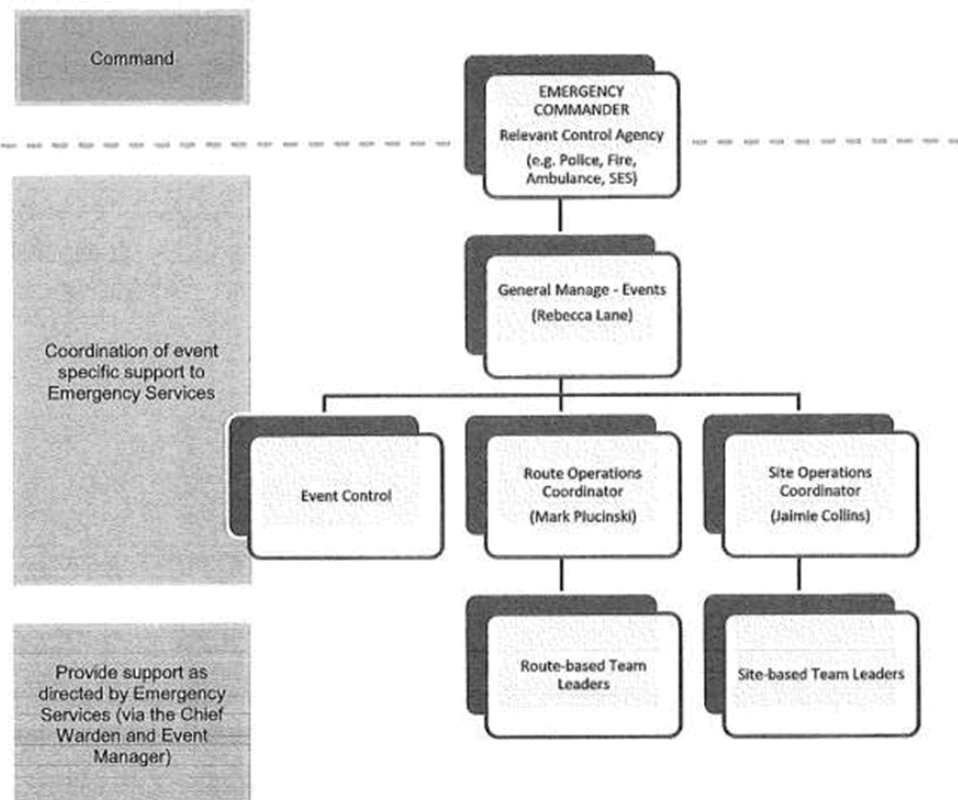 Command
EMERGENCY
COMMANDER
Relevant Control Agency
(e.g. Police, Fire,
Ambulance, SES)
General Manage - Events
(Rebecca Lane)
Coordination of event
specific support to
Emergency Services
Event Control
Route Operations
Coordinator
(Mark Plucinski)
Site Operations
Coordinator
(Jaimie Collins)
Provide support as
directed by Emergency
Services (via the Chief
Warden and Event
Manager)
Route-based Team
Leaders
Site-based Team Leaders